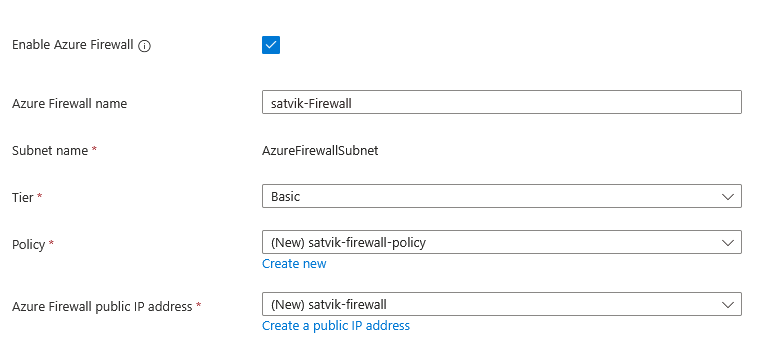 Enable Azure Firewall
Azure Firewall name
satvik-Firewall
Subnet name *
AzureFirewallSubnet
Tier *
Basic
Policy *
(New) satvik-firewall-policy
Create new
Azure Firewall public IP address *
(New) satvik-firewall
Create a public IP address